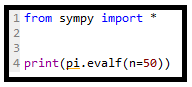 1 from sympy import *
2
3
4 print(pi.evalf(n=50))